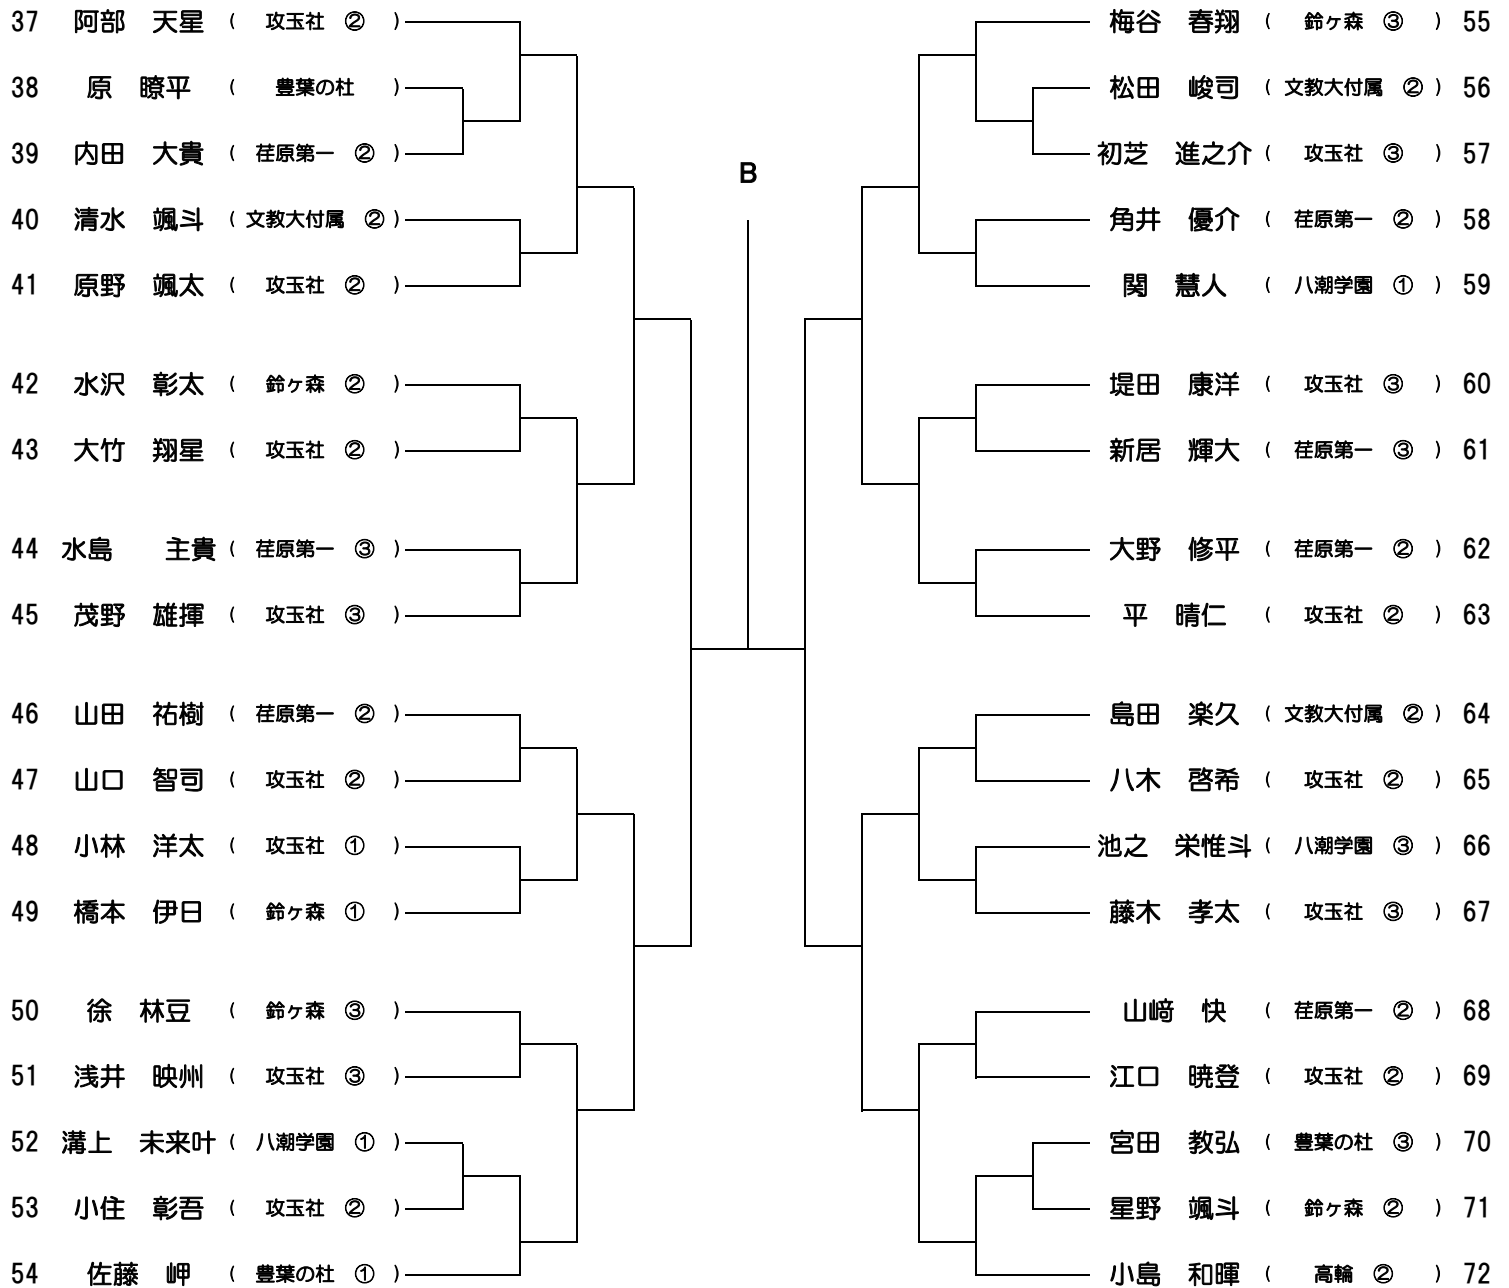 37 阿部 天星 ( 攻玉社 ② )
38 原 瞭平 ( 豊葉の杜 )
39 内田 大貴 ( 荏原第一 ② )
40 清水 颯斗 ( 文教大付属 ② )
41 原野 颯太 ( 攻玉社 ② )
42 水沢 彰太 ( 鈴ヶ森 ② )
43 大竹 翔星 ( 攻玉社 ② )
44 水島 主貴 ( 荏原第一 ③ )
45 茂野 雄揮 ( 攻玉社 ③ )
46 山田 祐樹 ( 荏原第一 ② )
47 山口 智司 ( 攻玉社 ② )
48 小林 洋太 ( 攻玉社 ① )
49 橋本 伊日 ( 鈴ヶ森 ① )
50 徐 林豆 ( 鈴ヶ森 ③ )
51 浅井 映州 ( 攻玉社 ③ )
52 溝上 未来叶 ( 八潮学園 ① )
53 小住 彰吾 ( 攻玉社 ② )
54 佐藤 岬 ( 豊葉の杜 ① )
B
梅谷 春翔 ( 鈴ヶ森 ③ ) 55
松田 峻司 ( 文教大付属 ② ) 56
初芝 進之介 ( 攻玉社 ③ ) 57
角井 優介 ( 荏原第一 ② ) 58
関 慧人 ( 八潮学園 ① ) 59
堤田 康洋 ( 攻玉社 ③ ) 60
新居 輝大 ( 荏原第一 ③ ) 61
大野 修平 ( 荏原第一 ② ) 62
平 晴仁 ( 攻玉社 ② ) 63
島田 楽久 ( 文教大付属 ② ) 64
八木 啓希 ( 攻玉社 ② ) 65
池之 栄惟斗 ( 八潮学園 ③ ) 66
藤木 孝太 ( 攻玉社 ③ ) 67
山﨑 快 ( 荏原第一 ② ) 68
江口 暁登 ( 攻玉社 ② ) 69
宮田 教弘 ( 豊葉の杜 ③ ) 70
星野 颯斗 ( 鈴ヶ森 ② ) 71
小島 和暉 ( 高輪 ② ) 72